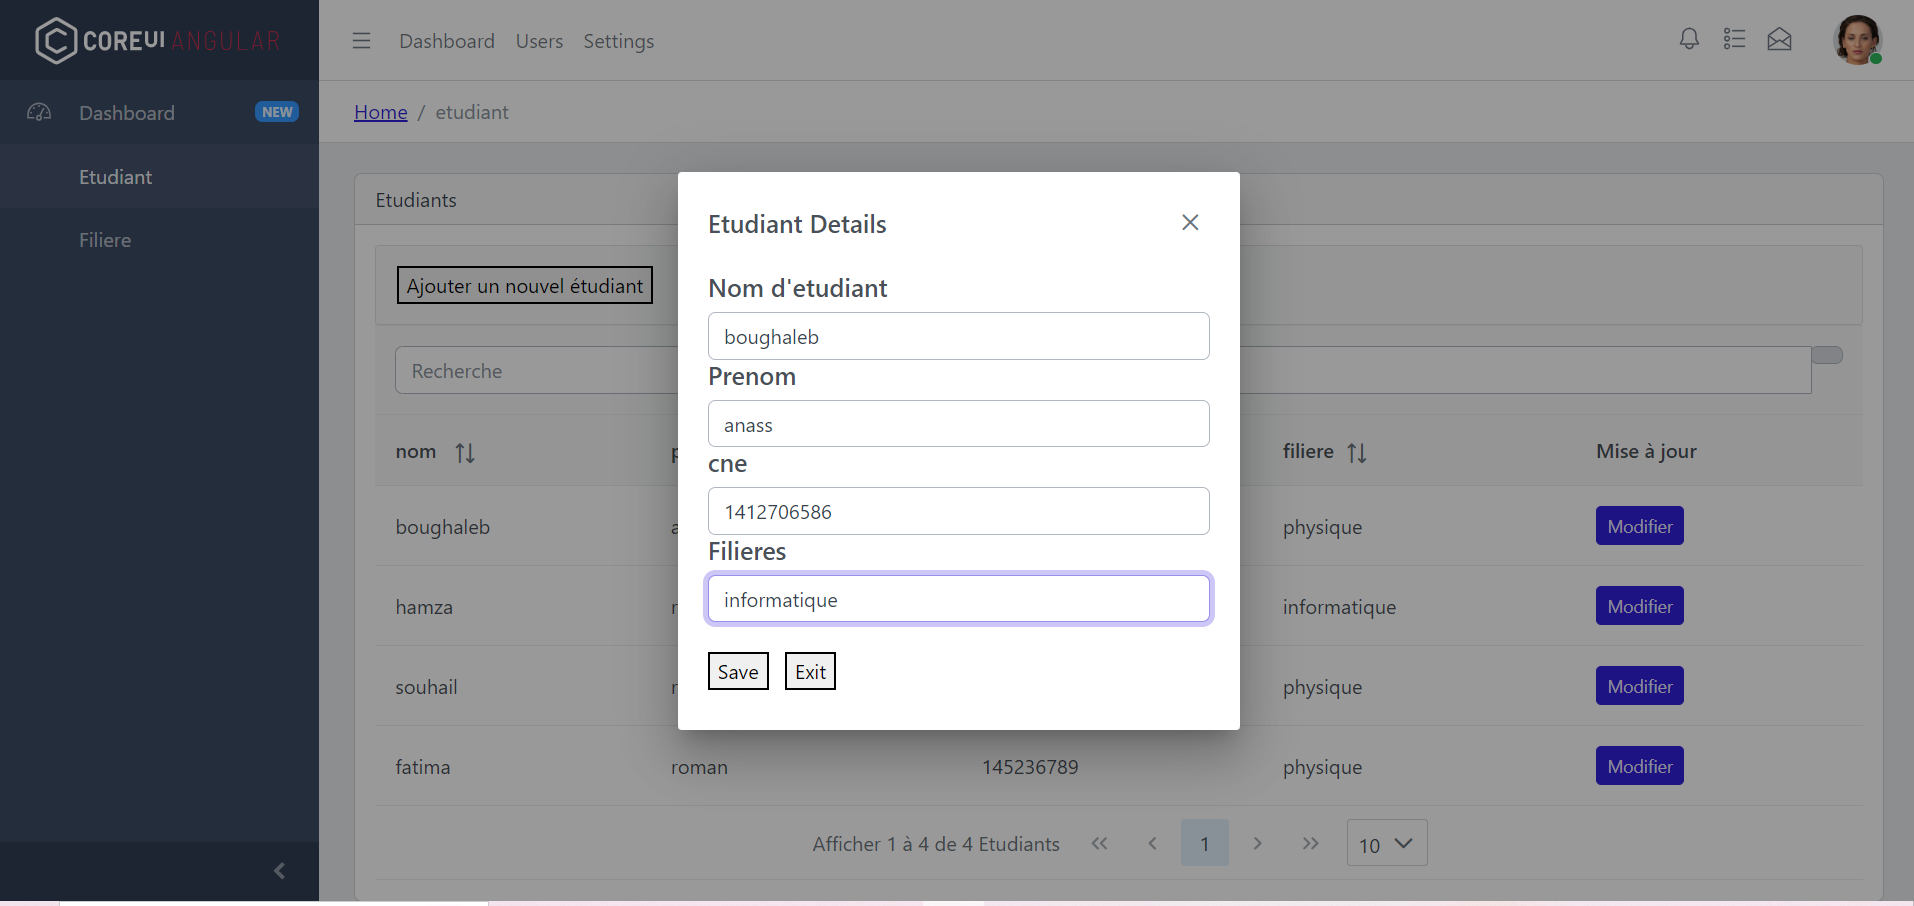 COREUI ANGULAR
Dashboard Users Settings
Dashboard NEW
Home / etudiant
Etudiant
Filiere
Etudiants
Ajouter un nouvel étudiant
Recherche
nom p filiere Mise à jour
boughaleb a physique Modifier
hamza r informatique Modifier
souhail r physique Modifier
fatima roman 145236789 physique Modifier
Afficher 1 à 4 de 4 Etudiants 1 10
Etudiant Details
Nom d'etudiant
boughaleb
Prenom
anass
cne
1412706586
Filieres
informatique
Save Exit